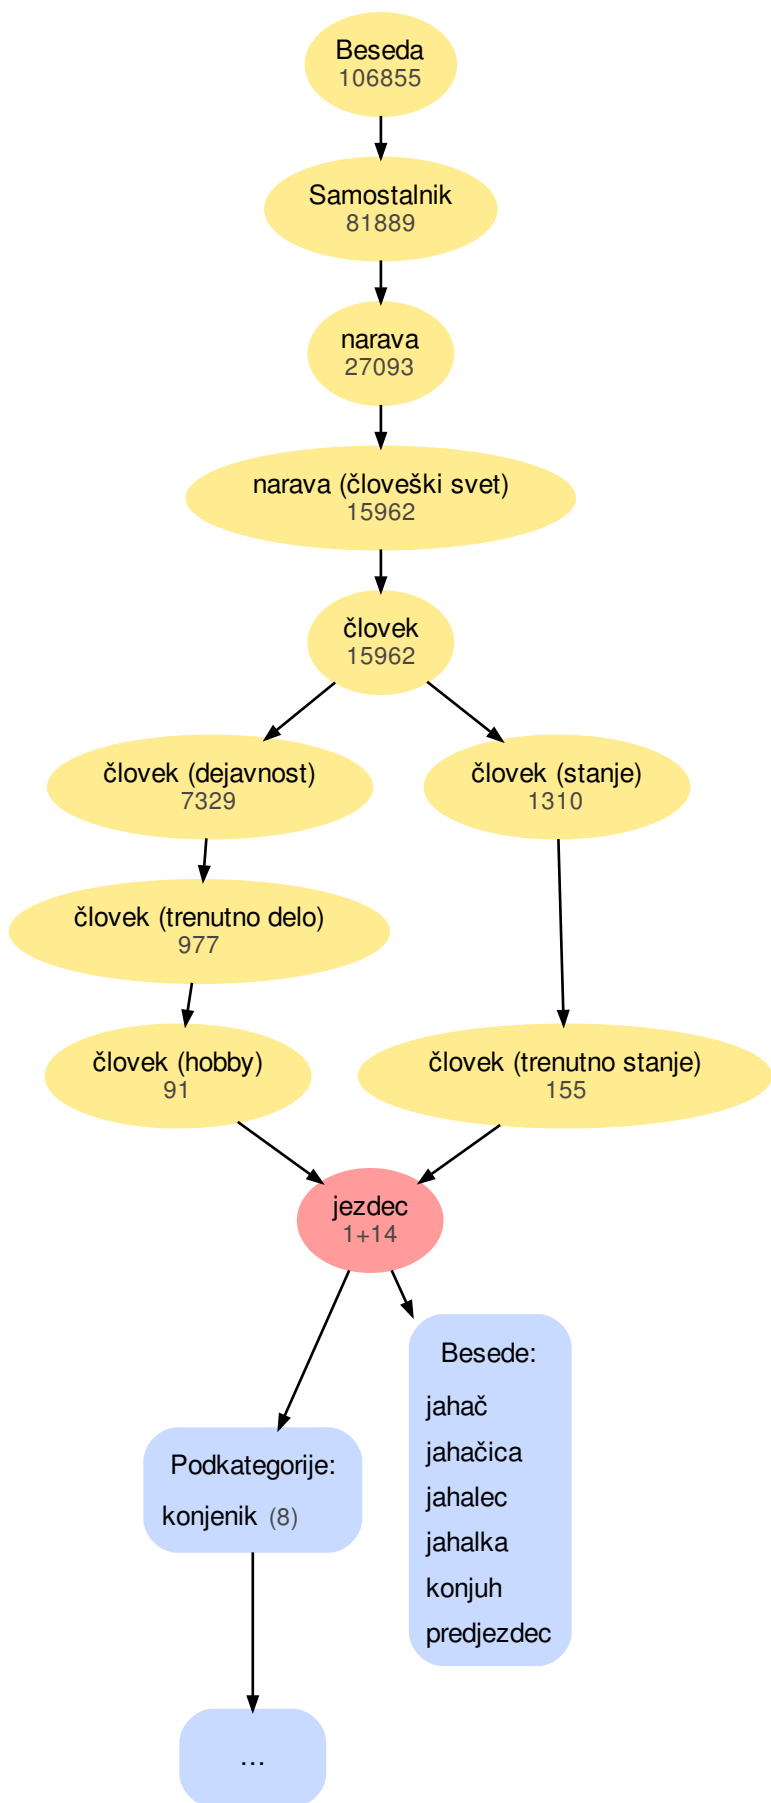 Beseda
106855
Samostalnik
81889
narava
27093
narava (človeški svet)
15962
človek
15962
človek (dejavnost)
7329
človek (stanje)
1310
človek (trenutno delo)
977
človek (hobby)
91
človek (trenutno stanje)
155
jezdec
1+14
Besede:
jahač
jahačica
jahalec
jahalka
konjuh
predjezdec
Podkategorije:
konjenik (8)
...